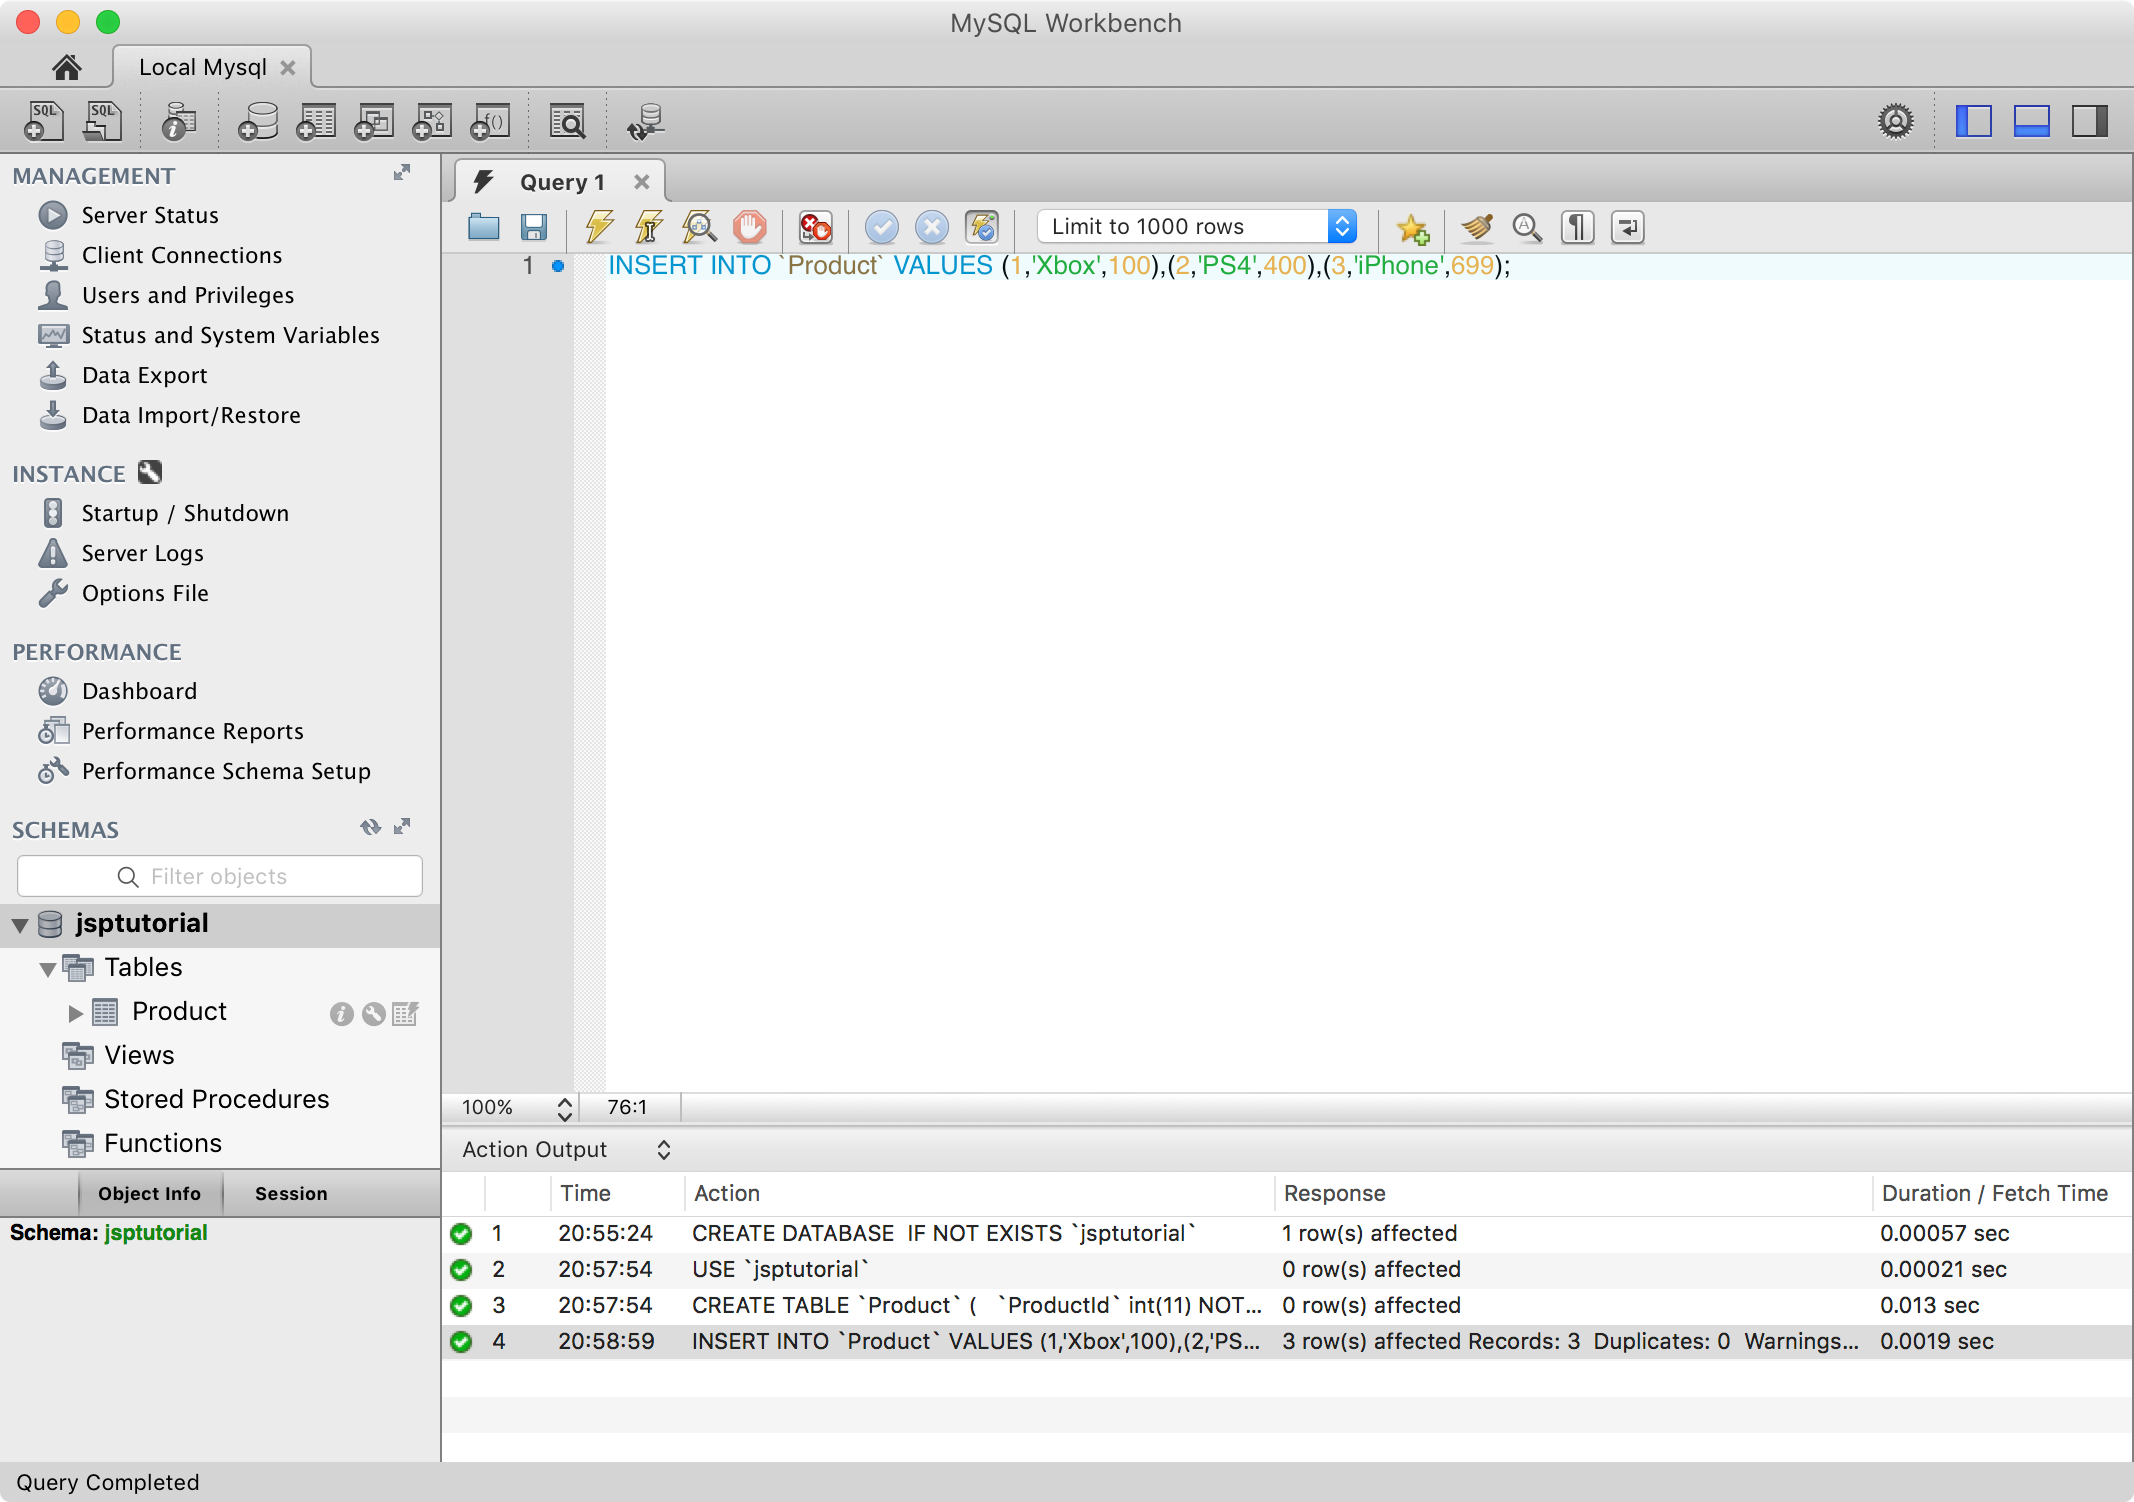 MySQL Workbench
Local Mysql
SQL SQL f()
MANAGEMENT
Server Status
Client Connections
Users and Privileges
Status and System Variables
Data Export
Data Import/Restore
INSTANCE
Startup / Shutdown
Server Logs
Options File
PERFORMANCE
Dashboard
Performance Reports
Performance Schema Setup
SCHEMAS
Filter objects
jsptutorial
Tables
Product
Views
Stored Procedures
Functions
Object Info Session
Schema: jsptutorial
Query 1
Limit to 1000 rows
1 INSERT INTO `Product` VALUES (1,'Xbox',100),(2,'PS4',400),(3,'iPhone',699);
100% 76:1
Action Output
Time Action Response Duration / Fetch Time
1 20:55:24 CREATE DATABASE  IF NOT EXISTS `jsptutorial` 1 row(s) affected 0.00057 sec
2 20:57:54 USE `jsptutorial` 0 row(s) affected 0.00021 sec
3 20:57:54 CREATE TABLE `Product` (   `ProductId` int(11) NOT... 0 row(s) affected 0.013 sec
4 20:58:59 INSERT INTO `Product` VALUES (1,'Xbox',100),(2,'PS... 3 row(s) affected Records: 3  Duplicates: 0  Warnings... 0.0019 sec
Query Completed